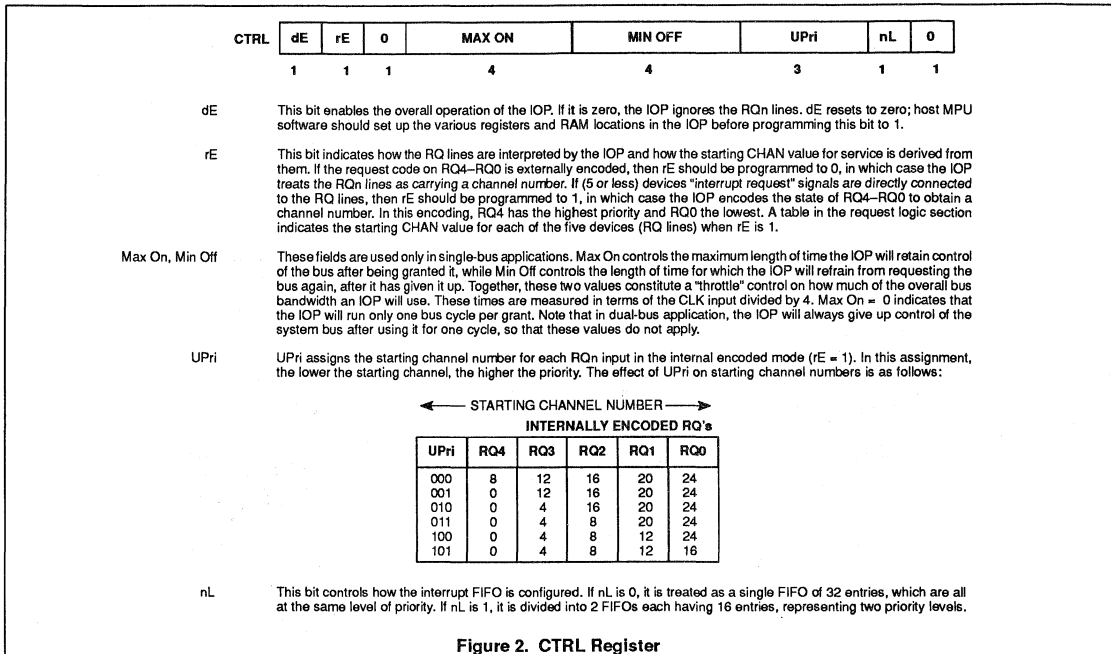 CTRL dE rE 0 MAX ON MIN OFF UPri nL 0
1 1 1 4 4 3 1 1
dE This bit enables the overall operation of the IOP. If it is zero, the IOP ignores the RQn lines. dE resets to zero; host MPU
software should set up the various registers and RAM locations in the IOP before programming this bit to 1.
rE This bit indicates how the RQ lines are interpreted by the IOP and how the starting CHAN value for service is derived from
them. If the request code on RQ4–RQ0 is externally encoded, then rE should be programmed to 0, in which case the IOP
treats the RQn lines as carrying a channel number. If (5 or less) devices "interrupt request" signals are directly connected
to the RQ lines, then rE should be programmed to 1, in which case the IOP encodes the state of RQ4–RQ0 to obtain a
channel number. In this encoding, RQ4 has the highest priority and RQ0 the lowest. A table in the request logic section
indicates the starting CHAN value for each of the five devices (RQ lines) when rE is 1.
Max On, Min Off These fields are used only in single-bus applications. Max On controls the maximum length of time the IOP will retain control
of the bus after being granted it, while Min Off controls the length of time for which the IOP will refrain from requesting the
bus again, after it has given it up. Together, these two values constitute a "throttle" control on how much of the overall bus
bandwidth an IOP will use. These times are measured in terms of the CLK input divided by 4. Max On = 0 indicates that
the IOP will run only one bus cycle per grant. Note that in dual-bus application, the IOP will always give up control of the
system bus after using it for one cycle, so that these values do not apply.
UPri UPri assigns the starting channel number for each RQn input in the internal encoded mode (rE = 1). In this assignment,
the lower the starting channel, the higher the priority. The effect of UPri on starting channel numbers is as follows:
STARTING CHANNEL NUMBER
INTERNALLY ENCODED RQ's
UPri RQ4 RQ3 RQ2 RQ1 RQ0
000 8 12 16 20 24
001 0 12 16 20 24
010 0 4 16 20 24
011 0 4 8 20 24
100 0 4 8 12 24
101 0 4 8 12 16
nL This bit controls how the interrupt FIFO is configured. If nL is 0, it is treated as a single FIFO of 32 entries, which are all
at the same level of priority. If nL is 1, it is divided into 2 FIFOs each having 16 entries, representing two priority levels.
Figure 2. CTRL Register